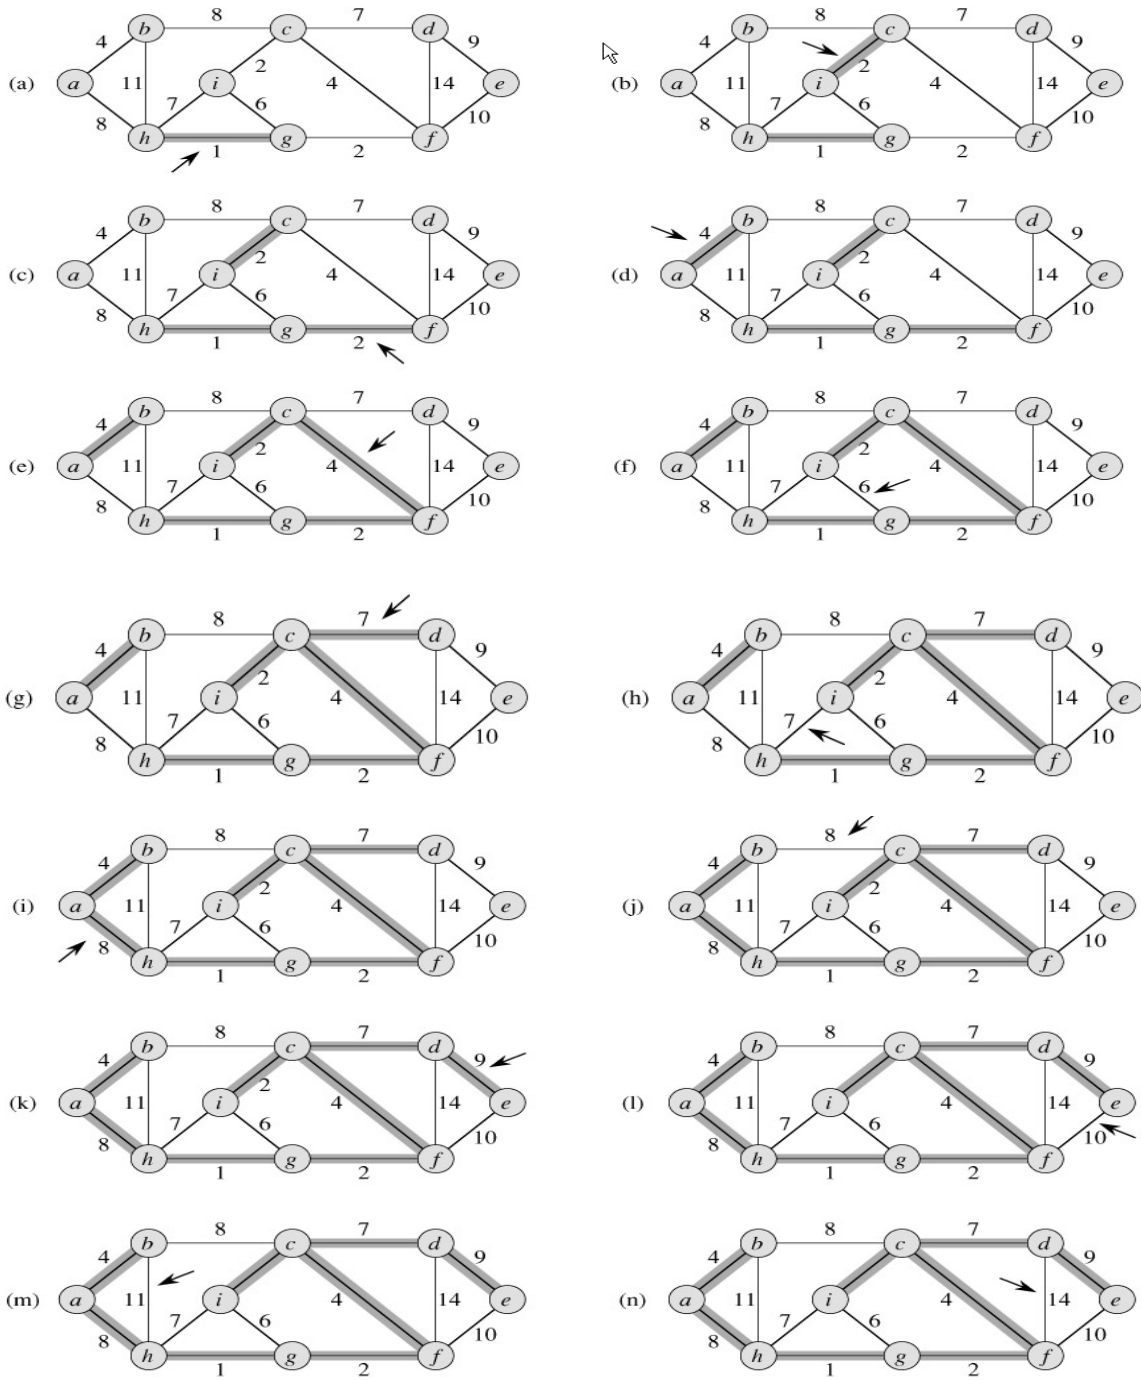 8 7
b c d
4 9
2
(a) a 11 i 4 14 e
7 6
8 10
h g f
1 2
8 7
b c d
4 9
2
(b) a 11 i 4 14 e
7 6
8 10
h g f
1 2
8 7
b c d
4 9
2
(c) a 11 i 4 14 e
7 6
8 10
h g f
1 2
8 7
b c d
4 9
2
(d) a 11 i 4 14 e
7 6
8 10
h g f
1 2
8 7
b c d
4 9
2
(e) a 11 i 4 14 e
7 6
8 10
h g f
1 2
8 7
b c d
4 9
2
(f) a 11 i 4 14 e
7 6
8 10
h g f
1 2
8 7
b c d
4 9
2
(g) a 11 i 4 14 e
7 6
8 10
h g f
1 2
8 7
b c d
4 9
2
(h) a 11 i 4 14 e
7 6
8 10
h g f
1 2
8 7
b c d
4 9
2
(i) a 11 i 4 14 e
7 6
8 10
h g f
1 2
8 7
b c d
4 9
2
(j) a 11 i 4 14 e
7 6
8 10
h g f
1 2
8 7
b c d
4 9
2
(k) a 11 i 4 14 e
7 6
8 10
h g f
1 2
8 7
b c d
4 9
(l) a 11 i 4 14 e
7 6
8 10
h g f
1 2
8 7
b c d
4 9
(m) a 11 i 4 14 e
7 6
8 10
h g f
1 2
8 7
b c d
4 9
(n) a 11 i 4 14 e
7 6
8 10
h g f
1 2